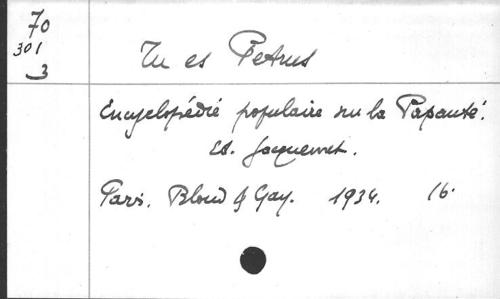 70
301
3
Tu es Petrus
Encyclopédie populaire sur la Papauté.
Ed. Jacquemet.
Paris. Bloud & Gay. 1934. 16.